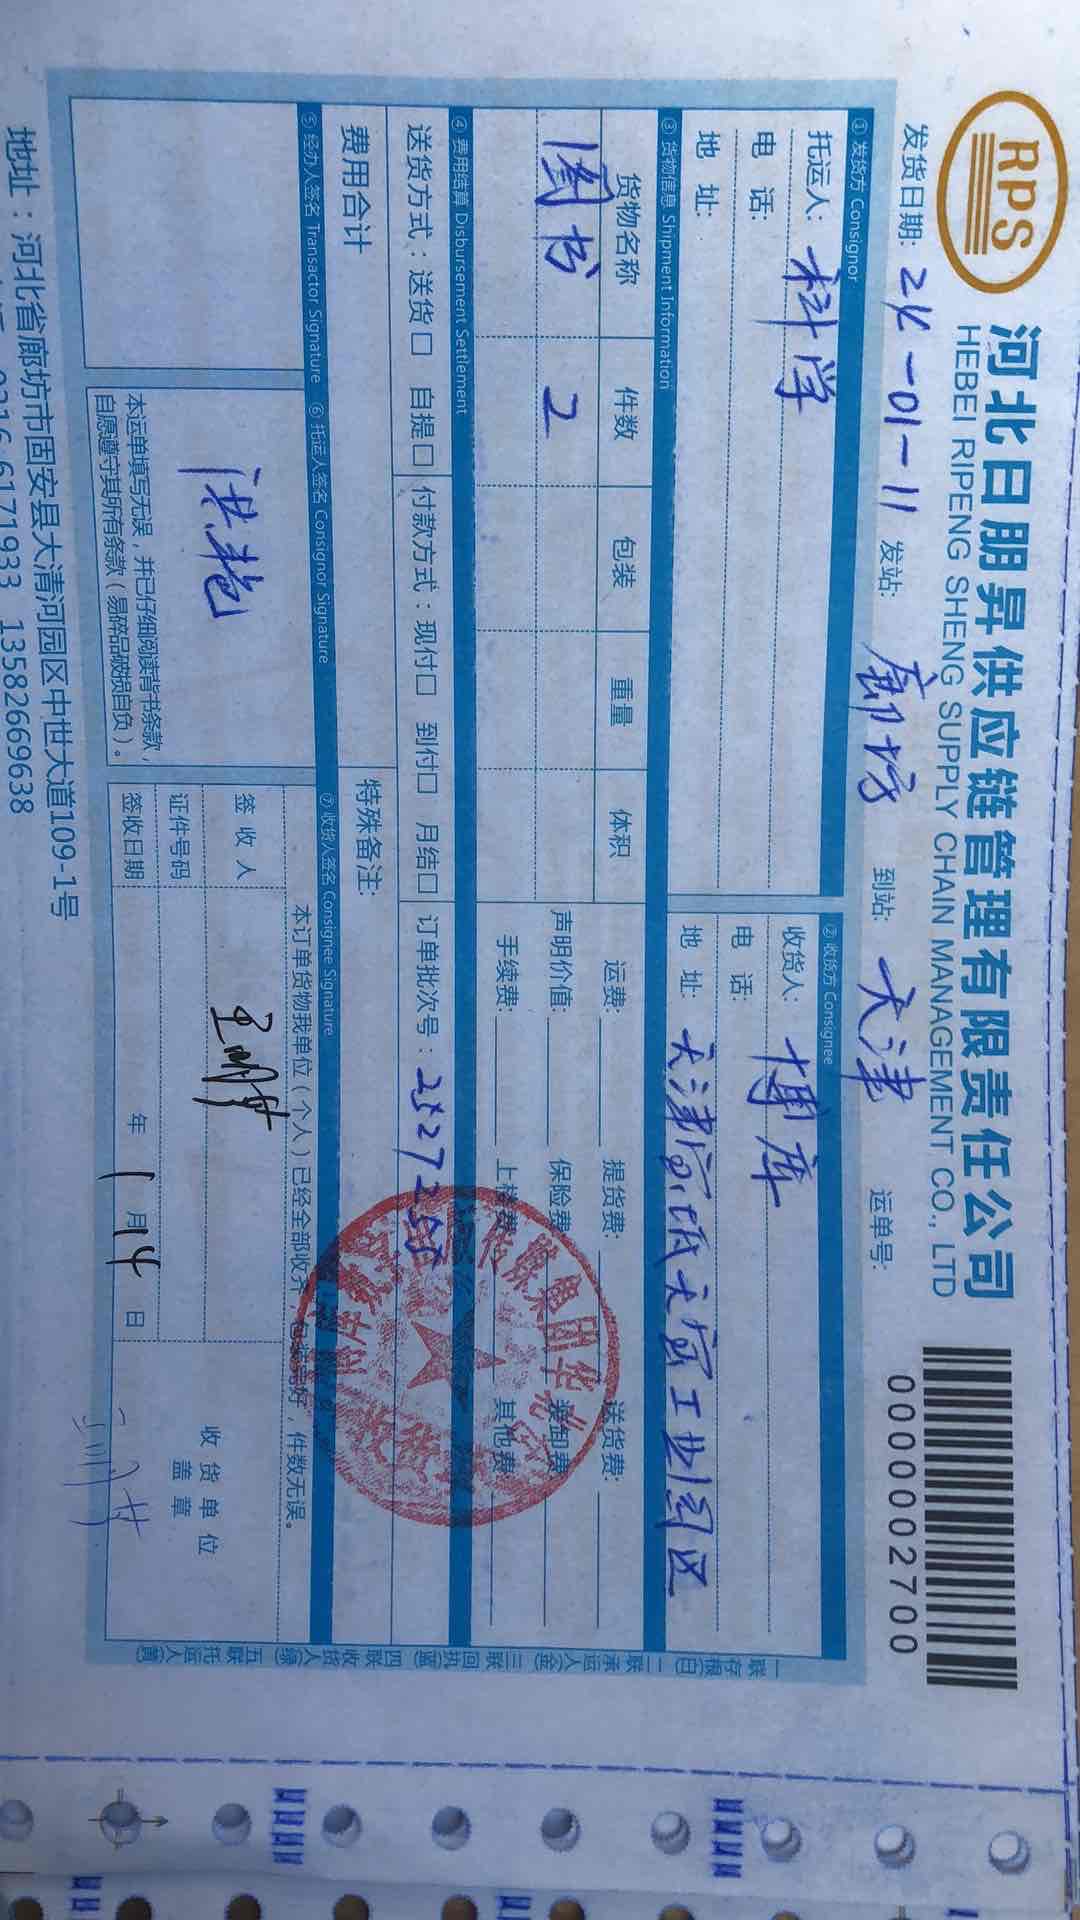 RPS
河北日朋昇供应链管理有限责任公司
HEBEI RIPENG SHENG SUPPLY CHAIN MANAGEMENT CO., LTD
0000002700
发货日期: 24-01-11 发站: 廊坊 到站: 天津 运单号:
① 发货方 Consignor ② 收货方 Consignee
托运人: 科学 收货人: 博库
电 话: 电 话:
地 址: 地 址: 天津宝坻天宝工业园区
③ 货物信息 Shipment Information
货物名称 件数 包装 重量 体积 运费: 提货费: 送货费:
图书 2 声明价值: 保险费: 装卸费:
手续费: 上楼费: 其他费:
④ 费用结算 Disbursement Settlement
送货方式：送货□ 自提□ 付款方式：现付□ 到付□ 月结□ 订单批次号：
费用合计 特殊备注:
⑤ 经办人签名 Transactor Signature ⑥ 托运人签名 Consignor Signature ⑦ 收货人签名 Consignee Signature
本订单货物我单位（个人）已经全部收齐，包装完好，件数无误。
洪艳
签 收 人
证件号码
签收日期 年 1 月 14 日
收 货 单 位
盖 章
本运单填写无误，并已仔细阅读背书条款，
自愿遵守其所有条款（易碎品破损自负）。
一联存根(白) 二联承运人(金) 三联回执(蓝) 四联收货人(绿) 五联托运人(黄)
地址：河北省廊坊市固安县大清河园区中世大道109-1号
0316-6171933 13582669638